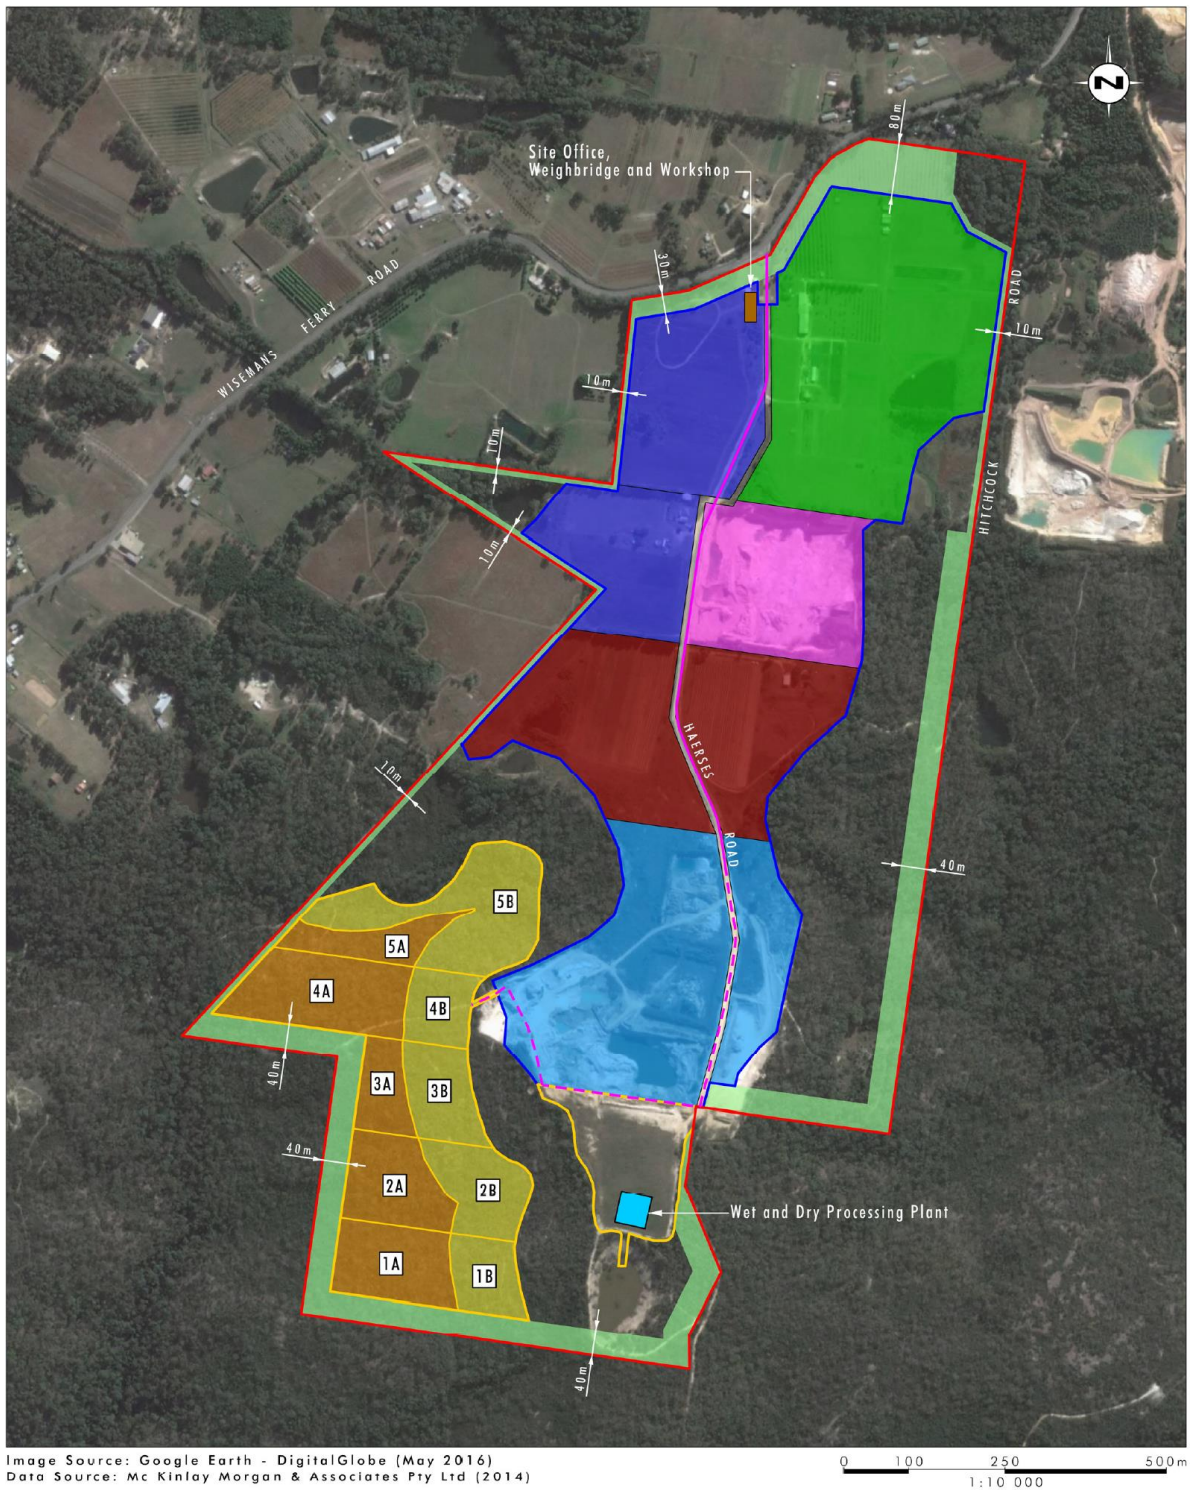 N
80m
Site Office,
Weighbridge and Workshop
30m
WISEMANS FERRY ROAD
HITCHCOCK ROAD
10m
10m
10m
10m
HAERSES ROAD
10m
40m
5B
5A
4A
4B
40m
3A
3B
40m
2A
2B
Wet and Dry Processing Plant
1A
1B
40m
Image Source: Google Earth - DigitalGlobe (May 2016)
Data Source: Mc Kinlay Morgan & Associates Pty Ltd (2014)
0 100 250 500m
1:10 000